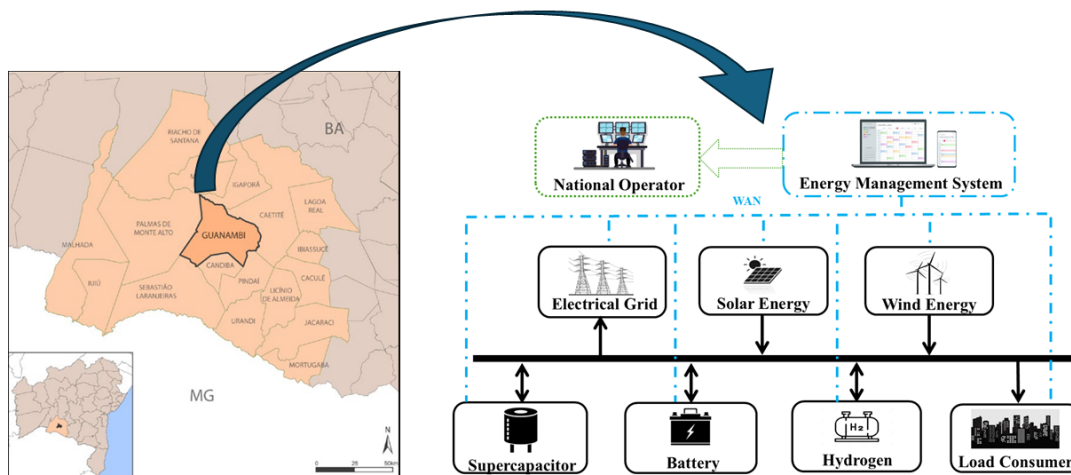 BA
RIACHO DE
SANTANA
IGAPORÃ
LAGOA
REAL
CAETITÉ
PALMAS DE
MONTE ALTO
GUANAMBI
MALHADA
IBIASSUCÊ
CANDIBA
CACULÉ
PINDAÍ
IUIÚ
SEBASTIÃO
LARANJEIRAS
LICÍNIO
DE ALMEIDA
URANDI
JACARACI
MORTUGABA
MG
N
0
25
50km
National Operator
Energy Management System
WAN
Electrical Grid
Solar Energy
Wind Energy
Supercapacitor
Battery
H2
Hydrogen
Load Consumer